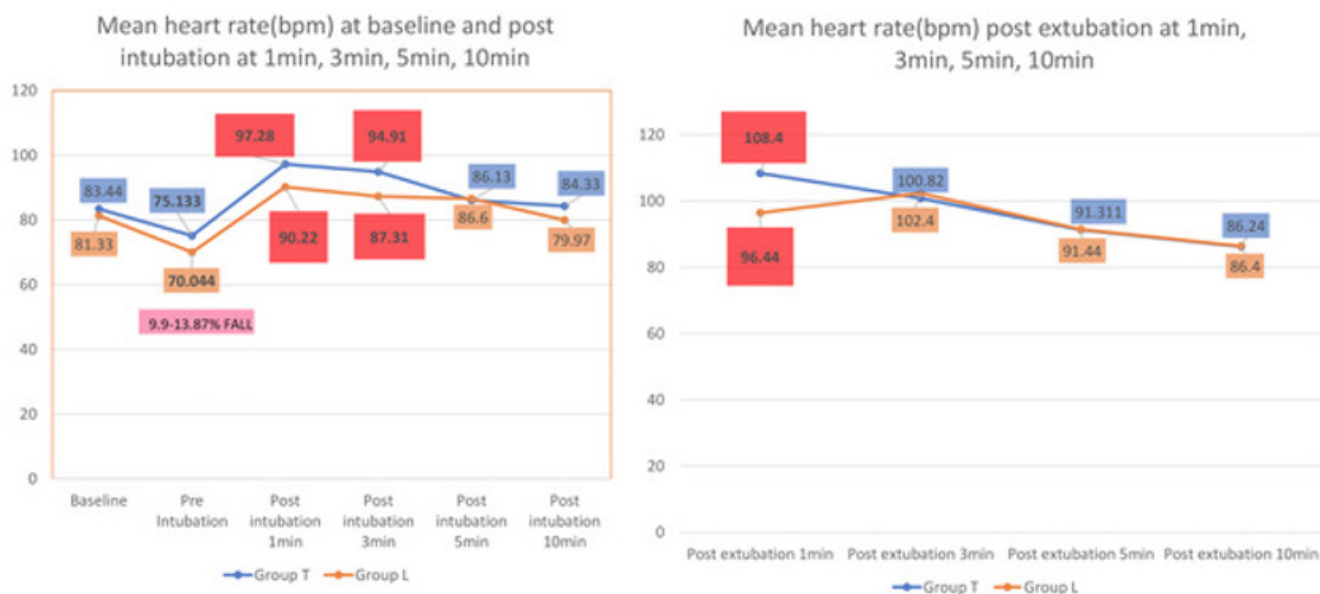 Mean heart rate(bpm) at baseline and post
intubation at 1min, 3min, 5min, 10min
120
100
80
60
40
20
0
83.44
75.133
97.28
94.91
86.13
84.33
81.33
70.044
90.22
87.31
86.6
79.97
9.9-13.87% FALL
Baseline
Pre
Intubation
Post
intubation
1min
Post
intubation
3min
Post
intubation
5min
Post
intubation
10min
Group T
Group L
Mean heart rate(bpm) post extubation at 1min,
3min, 5min, 10min
120
100
80
60
40
20
0
108.4
100.82
91.311
86.24
96.44
102.4
91.44
86.4
Post extubation 1min
Post extubation 3min
Post extubation 5min
Post extubation 10min
Group T
Group L